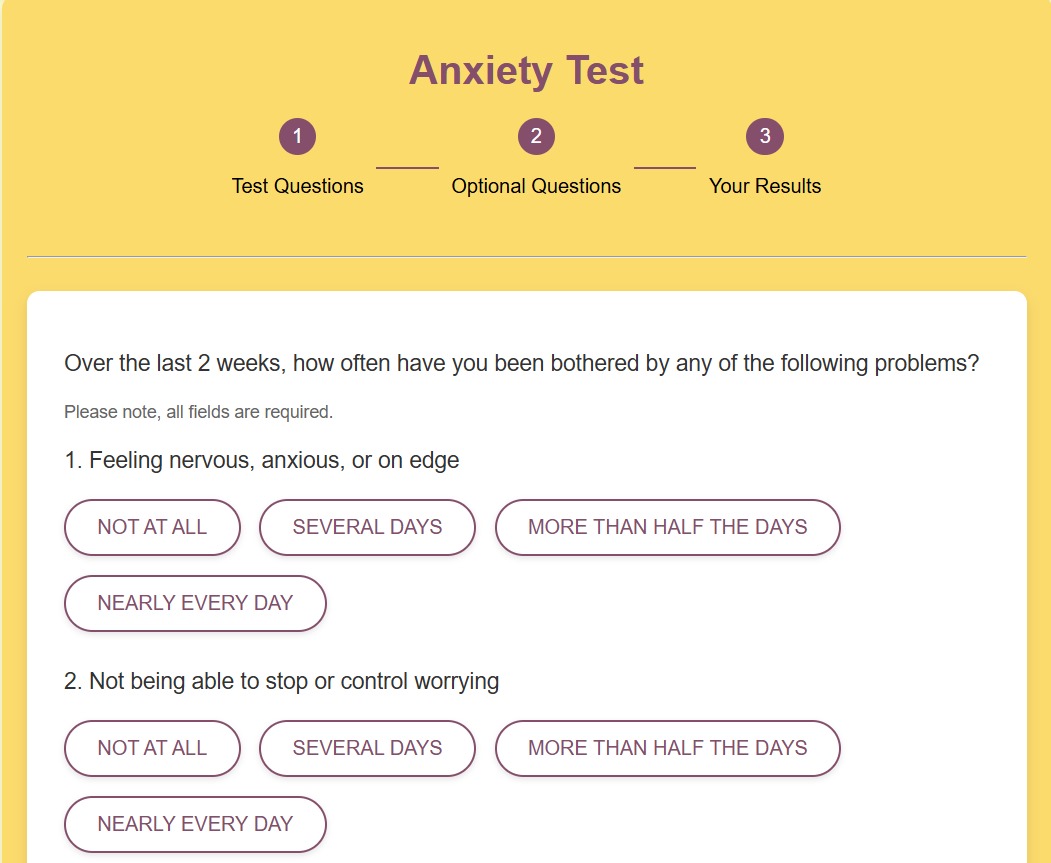 Anxiety Test
1
2
3
Test Questions
Optional Questions
Your Results
Over the last 2 weeks, how often have you been bothered by any of the following problems?
Please note, all fields are required.
1. Feeling nervous, anxious, or on edge
NOT AT ALL
SEVERAL DAYS
MORE THAN HALF THE DAYS
NEARLY EVERY DAY
2. Not being able to stop or control worrying
NOT AT ALL
SEVERAL DAYS
MORE THAN HALF THE DAYS
NEARLY EVERY DAY